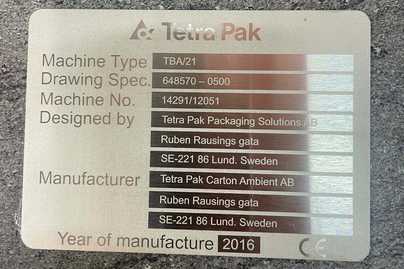 Tetra Pak
Machine Type TBA/21
Drawing Spec. 648570 – 0500
Machine No. 14291/12051
Designed by Tetra Pak Packaging Solutions AB
Ruben Rausings gata
SE-221 86 Lund. Sweden
Manufacturer Tetra Pak Carton Ambient AB
Ruben Rausings gata
SE-221 86 Lund. Sweden
Year of manufacture 2016 CE